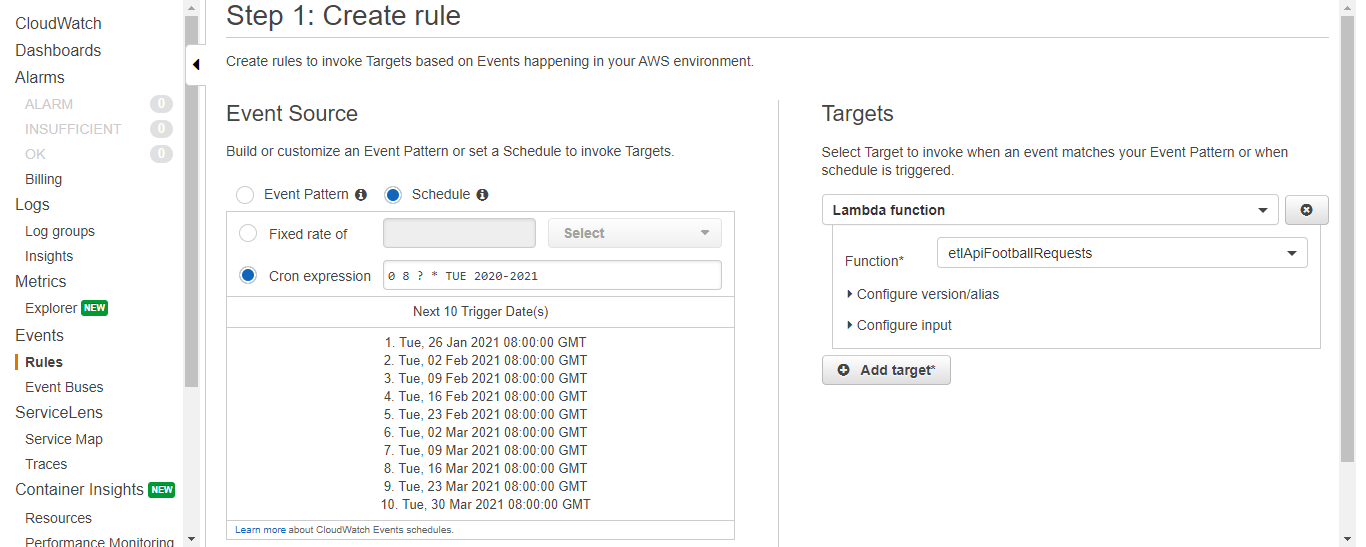 CloudWatch
Dashboards
Alarms
ALARM 0
INSUFFICIENT 0
OK 0
Billing
Logs
Log groups
Insights
Metrics
Explorer NEW
Events
Rules
Event Buses
ServiceLens
Service Map
Traces
Container Insights NEW
Resources
Performance Monitoring
Step 1: Create rule
Create rules to invoke Targets based on Events happening in your AWS environment.
Event Source
Build or customize an Event Pattern or set a Schedule to invoke Targets.
Event Pattern Schedule
Fixed rate of Select
Cron expression 0 8 ? * TUE 2020-2021
Next 10 Trigger Date(s)
1. Tue, 26 Jan 2021 08:00:00 GMT
2. Tue, 02 Feb 2021 08:00:00 GMT
3. Tue, 09 Feb 2021 08:00:00 GMT
4. Tue, 16 Feb 2021 08:00:00 GMT
5. Tue, 23 Feb 2021 08:00:00 GMT
6. Tue, 02 Mar 2021 08:00:00 GMT
7. Tue, 09 Mar 2021 08:00:00 GMT
8. Tue, 16 Mar 2021 08:00:00 GMT
9. Tue, 23 Mar 2021 08:00:00 GMT
10. Tue, 30 Mar 2021 08:00:00 GMT
Learn more about CloudWatch Events schedules.
Targets
Select Target to invoke when an event matches your Event Pattern or when
schedule is triggered.
Lambda function
Function* etlApiFootballRequests
Configure version/alias
Configure input
Add target*